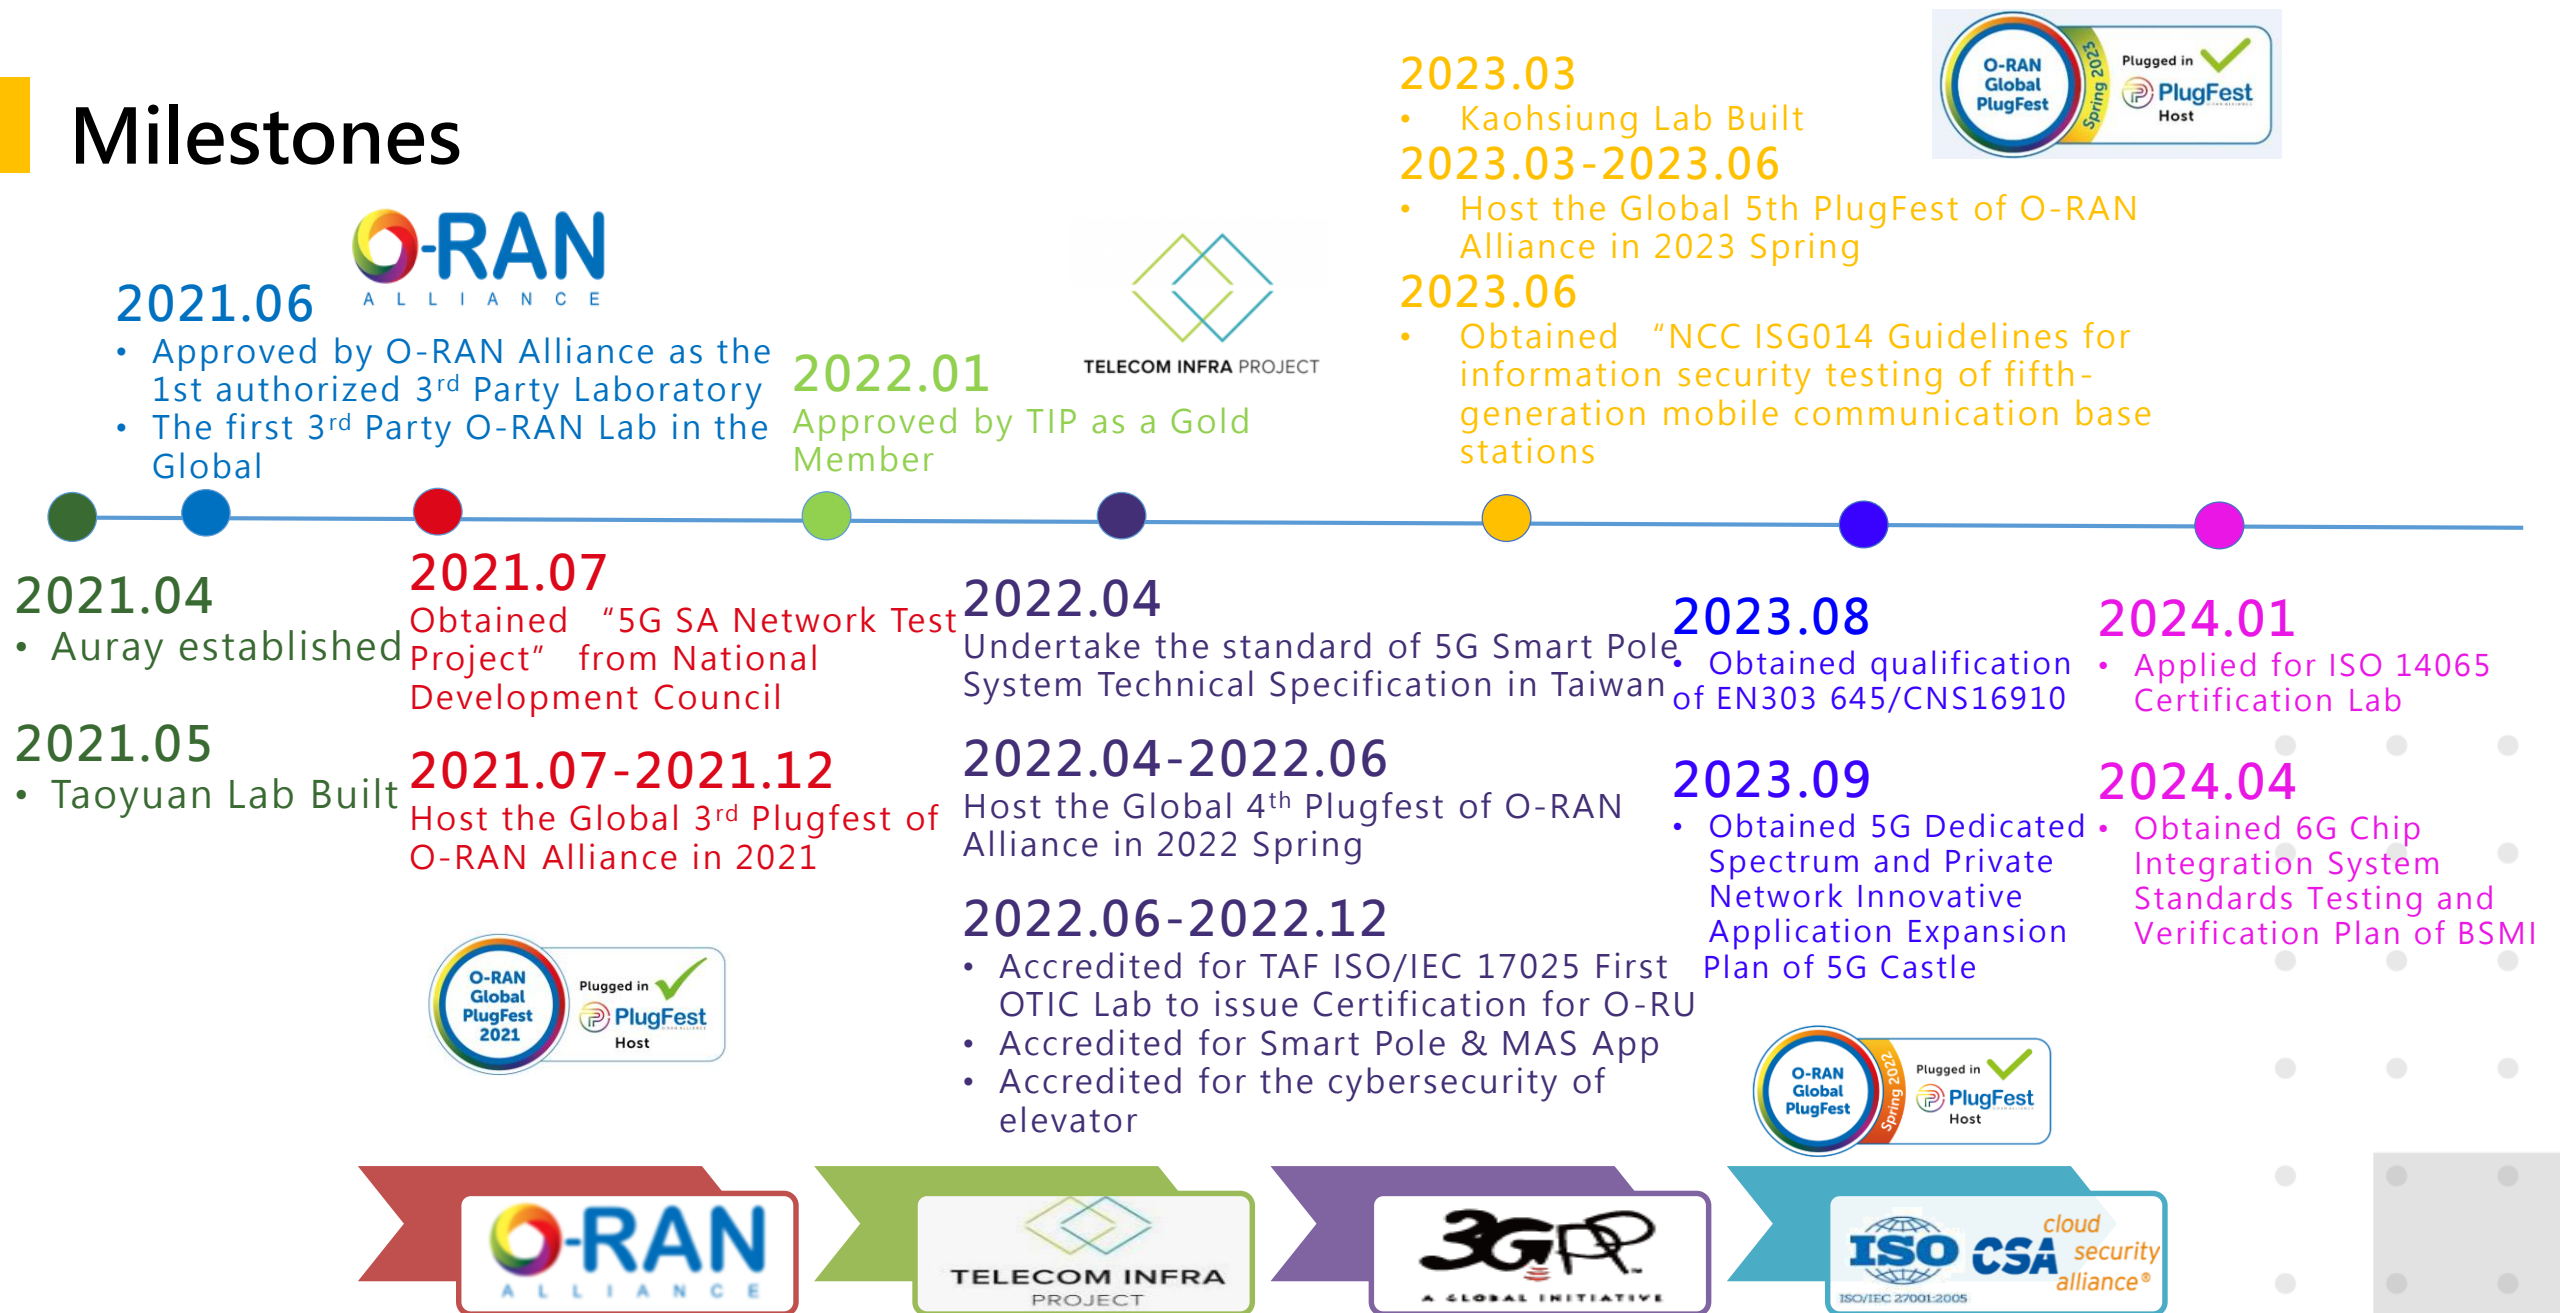 Milestones
O-RAN
ALLIANCE
2021.04
• Auray established
2021.05
• Taoyuan Lab Built
2021.06
• Approved by O-RAN Alliance as the
1st authorized 3rd Party Laboratory
• The first 3rd Party O-RAN Lab in the
Global
2021.07
Obtained “5G SA Network Test
Project” from National
Development Council
2021.07-2021.12
Host the Global 3rd Plugfest of
O-RAN Alliance in 2021
O-RAN
Global
PlugFest
2021
Plugged in
PlugFest
Host
2022.01
Approved by TIP as a Gold
Member
TELECOM INFRA PROJECT
2022.04
Undertake the standard of 5G Smart Pole
System Technical Specification in Taiwan
2022.04-2022.06
Host the Global 4th Plugfest of O-RAN
Alliance in 2022 Spring
2022.06-2022.12
• Accredited for TAF ISO/IEC 17025 First
OTIC Lab to issue Certification for O-RU
• Accredited for Smart Pole & MAS App
• Accredited for the cybersecurity of
elevator
2023.03
• Kaohsiung Lab Built
2023.03-2023.06
• Host the Global 5th PlugFest of O-RAN
Alliance in 2023 Spring
2023.06
• Obtained “NCC ISG014 Guidelines for
information security testing of fifth-
generation mobile communication base
stations
O-RAN
Global
PlugFest
Spring 2023
Plugged in
PlugFest
Host
2023.08
• Obtained qualification
of EN303 645/CNS16910
2023.09
• Obtained 5G Dedicated
Spectrum and Private
Network Innovative
Application Expansion
Plan of 5G Castle
O-RAN
Global
PlugFest
Spring 2022
Plugged in
PlugFest
Host
2024.01
• Applied for ISO 14065
Certification Lab
2024.04
• Obtained 6G Chip
Integration System
Standards Testing and
Verification Plan of BSMI
O-RAN
ALLIANCE
TELECOM INFRA
PROJECT
3GPP
A GLOBAL INITIATIVE
ISO
ISO/IEC 27001:2005
CSA cloud
security
alliance®